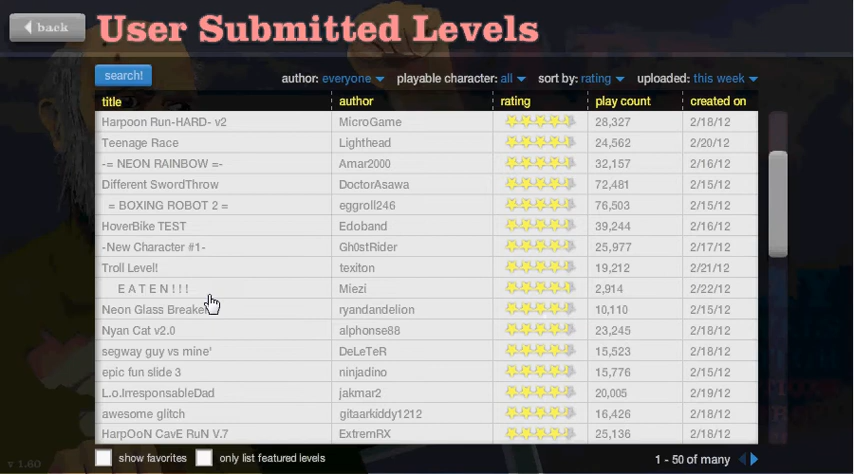 back
User Submitted Levels
search! author: everyone playable character: all sort by: rating uploaded: this week
title author rating play count created on
Harpoon Run-HARD- v2 MicroGame 28,327 2/18/12
Teenage Race Lighthead 24,562 2/20/12
-= NEON RAINBOW =- Amar2000 32,157 2/16/12
Different SwordThrow DoctorAsawa 72,481 2/15/12
= BOXING ROBOT 2 = eggroll246 76,503 2/15/12
HoverBike TEST Edoband 39,244 2/16/12
-New Character #1- Gh0stRider 25,977 2/17/12
Troll Level! texiton 19,212 2/21/12
E A T E N ! ! ! Miezi 2,914 2/22/12
Neon Glass Breaker ryandandelion 10,110 2/15/12
Nyan Cat v2.0 alphonse88 23,245 2/18/12
segway guy vs mine' DeLeTeR 15,523 2/18/12
epic fun slide 3 ninjadino 15,776 2/15/12
L.o.IrresponsableDad jakmar2 20,005 2/19/12
awesome glitch gitaarkiddy1212 16,426 2/18/12
HarpOoN CavE RuN V.7 ExtremRX 25,136 2/18/12
show favorites only list featured levels 1 - 50 of many
v 1.60